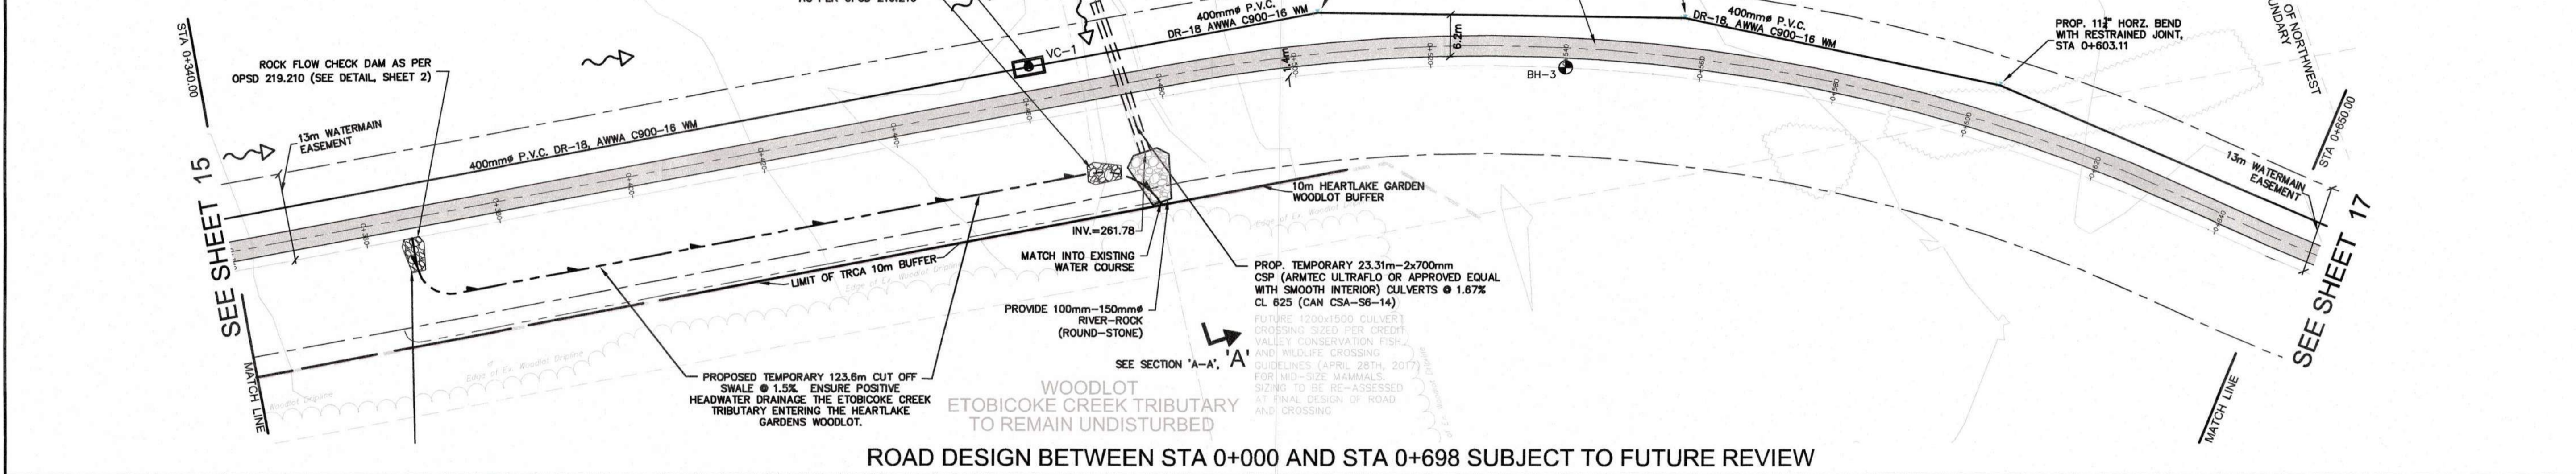 STA 0+340.00
ROCK FLOW CHECK DAM AS PER
OPSD 219.210 (SEE DETAIL, SHEET 2)
13m WATERMAIN
EASEMENT
SEE SHEET 15
MATCH LINE
400mmø P.V.C. DR-18, AWWA C900-16 WM
VC-1
400mmø P.V.C.
DR-18 AWWA C900-16 WM
1.4m
6.2m
BH-3
400mmø P.V.C.
DR-18, AWWA C900-16 WM
PROP. 11¼" HORZ. BEND
WITH RESTRAINED JOINT,
STA 0+603.11
OF NORTHWEST
STA 0+650.00
13m WATERMAIN
EASEMENT
SEE SHEET 17
MATCH LINE
10m HEARTLAKE GARDEN
WOODLOT BUFFER
INV.=261.78
MATCH INTO EXISTING
WATER COURSE
LIMIT OF TRCA 10m BUFFER
PROP. TEMPORARY 23.31m-2x700mm
CSP (ARMTEC ULTRAFLO OR APPROVED EQUAL
WITH SMOOTH INTERIOR) CULVERTS @ 1.67%
CL 625 (CAN CSA-S6-14)
PROVIDE 100mm-150mmø
RIVER-ROCK
(ROUND-STONE)
SEE SECTION 'A-A', 'A'
FUTURE 1200x1500 CULVERT
CROSSING SIZED PER CREDIT
VALLEY CONSERVATION FISH
AND WILDLIFE CROSSING
GUIDELINES (APRIL 28TH, 2017)
FOR MID-SIZE MAMMALS.
SIZING TO BE RE-ASSESSED
AT FINAL DESIGN OF ROAD
AND CROSSING
PROPOSED TEMPORARY 123.6m CUT OFF
SWALE @ 1.5%. ENSURE POSITIVE
HEADWATER DRAINAGE THE ETOBICOKE CREEK
TRIBUTARY ENTERING THE HEARTLAKE
GARDENS WOODLOT.
WOODLOT
ETOBICOKE CREEK TRIBUTARY
TO REMAIN UNDISTURBED
Edge of Ex. Woodlot Dripline
ROAD DESIGN BETWEEN STA 0+000 AND STA 0+698 SUBJECT TO FUTURE REVIEW